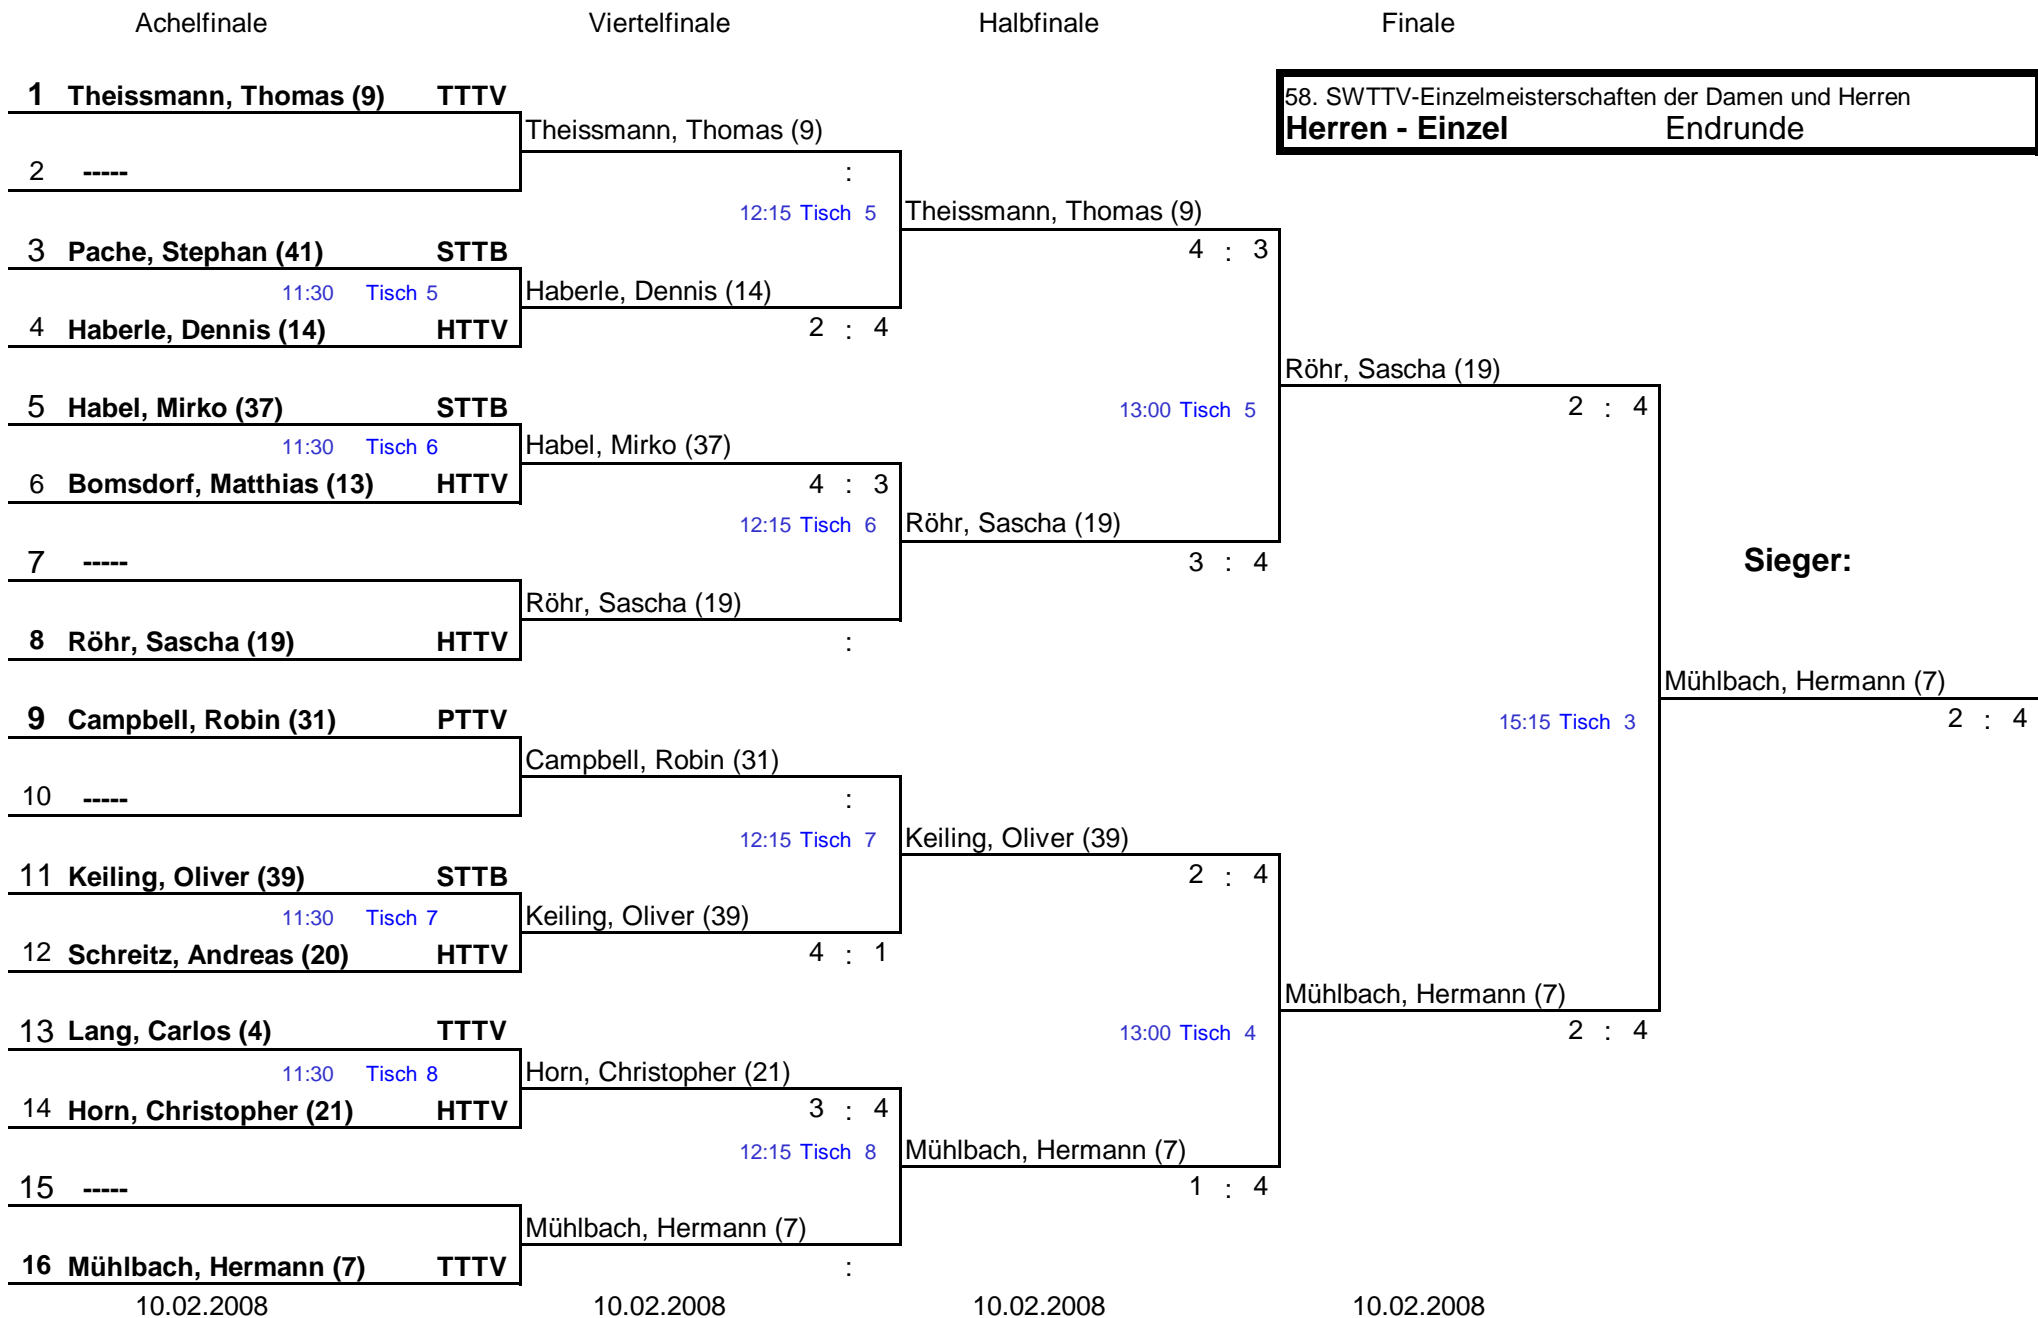 Achelfinale Viertelfinale Halbfinale Finale
58. SWTTV-Einzelmeisterschaften der Damen und Herren
Herren - Einzel Endrunde
1 Theissmann, Thomas (9) TTTV
Theissmann, Thomas (9)
2 ----- :
12:15 Tisch 5 Theissmann, Thomas (9)
3 Pache, Stephan (41) STTB 4 : 3
11:30 Tisch 5 Haberle, Dennis (14)
4 Haberle, Dennis (14) HTTV 2 : 4
Röhr, Sascha (19)
5 Habel, Mirko (37) STTB 13:00 Tisch 5 2 : 4
11:30 Tisch 6 Habel, Mirko (37)
6 Bomsdorf, Matthias (13) HTTV 4 : 3
12:15 Tisch 6 Röhr, Sascha (19)
7 ----- 3 : 4 Sieger:
Röhr, Sascha (19)
8 Röhr, Sascha (19) HTTV :
Mühlbach, Hermann (7)
9 Campbell, Robin (31) PTTV 15:15 Tisch 3 2 : 4
Campbell, Robin (31)
10 ----- :
12:15 Tisch 7 Keiling, Oliver (39)
11 Keiling, Oliver (39) STTB 2 : 4
11:30 Tisch 7 Keiling, Oliver (39)
12 Schreitz, Andreas (20) HTTV 4 : 1
Mühlbach, Hermann (7)
13 Lang, Carlos (4) TTTV 13:00 Tisch 4 2 : 4
11:30 Tisch 8 Horn, Christopher (21)
14 Horn, Christopher (21) HTTV 3 : 4
12:15 Tisch 8 Mühlbach, Hermann (7)
15 ----- 1 : 4
Mühlbach, Hermann (7)
16 Mühlbach, Hermann (7) TTTV :
10.02.2008 10.02.2008 10.02.2008 10.02.2008